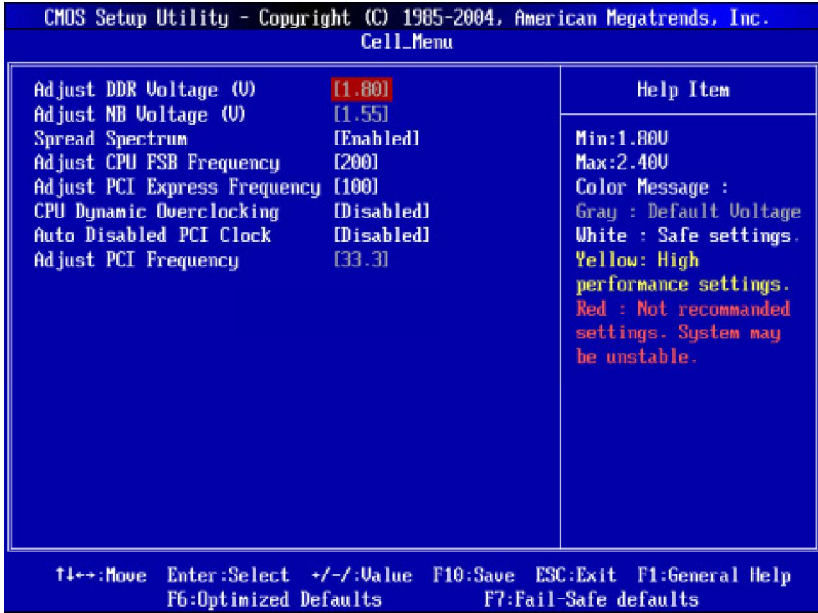 CMOS Setup Utility - Copyright (C) 1985-2004, American Megatrends, Inc.
Cell_Menu
Adjust DDR Voltage (V) [1.80]
Adjust NB Voltage (V) [1.55]
Spread Spectrum [Enabled]
Adjust CPU FSB Frequency [200]
Adjust PCI Express Frequency [100]
CPU Dynamic Overclocking [Disabled]
Auto Disabled PCI Clock [Disabled]
Adjust PCI Frequency [33.3]
Help Item
Min:1.80V
Max:2.40V
Color Message :
Gray : Default Voltage
White : Safe settings.
Yellow: High
performance settings.
Red : Not recommanded
settings. System may
be unstable.
↑↓←→:Move Enter:Select +/-/:Value F10:Save ESC:Exit F1:General Help
F6:Optimized Defaults F7:Fail-Safe defaults